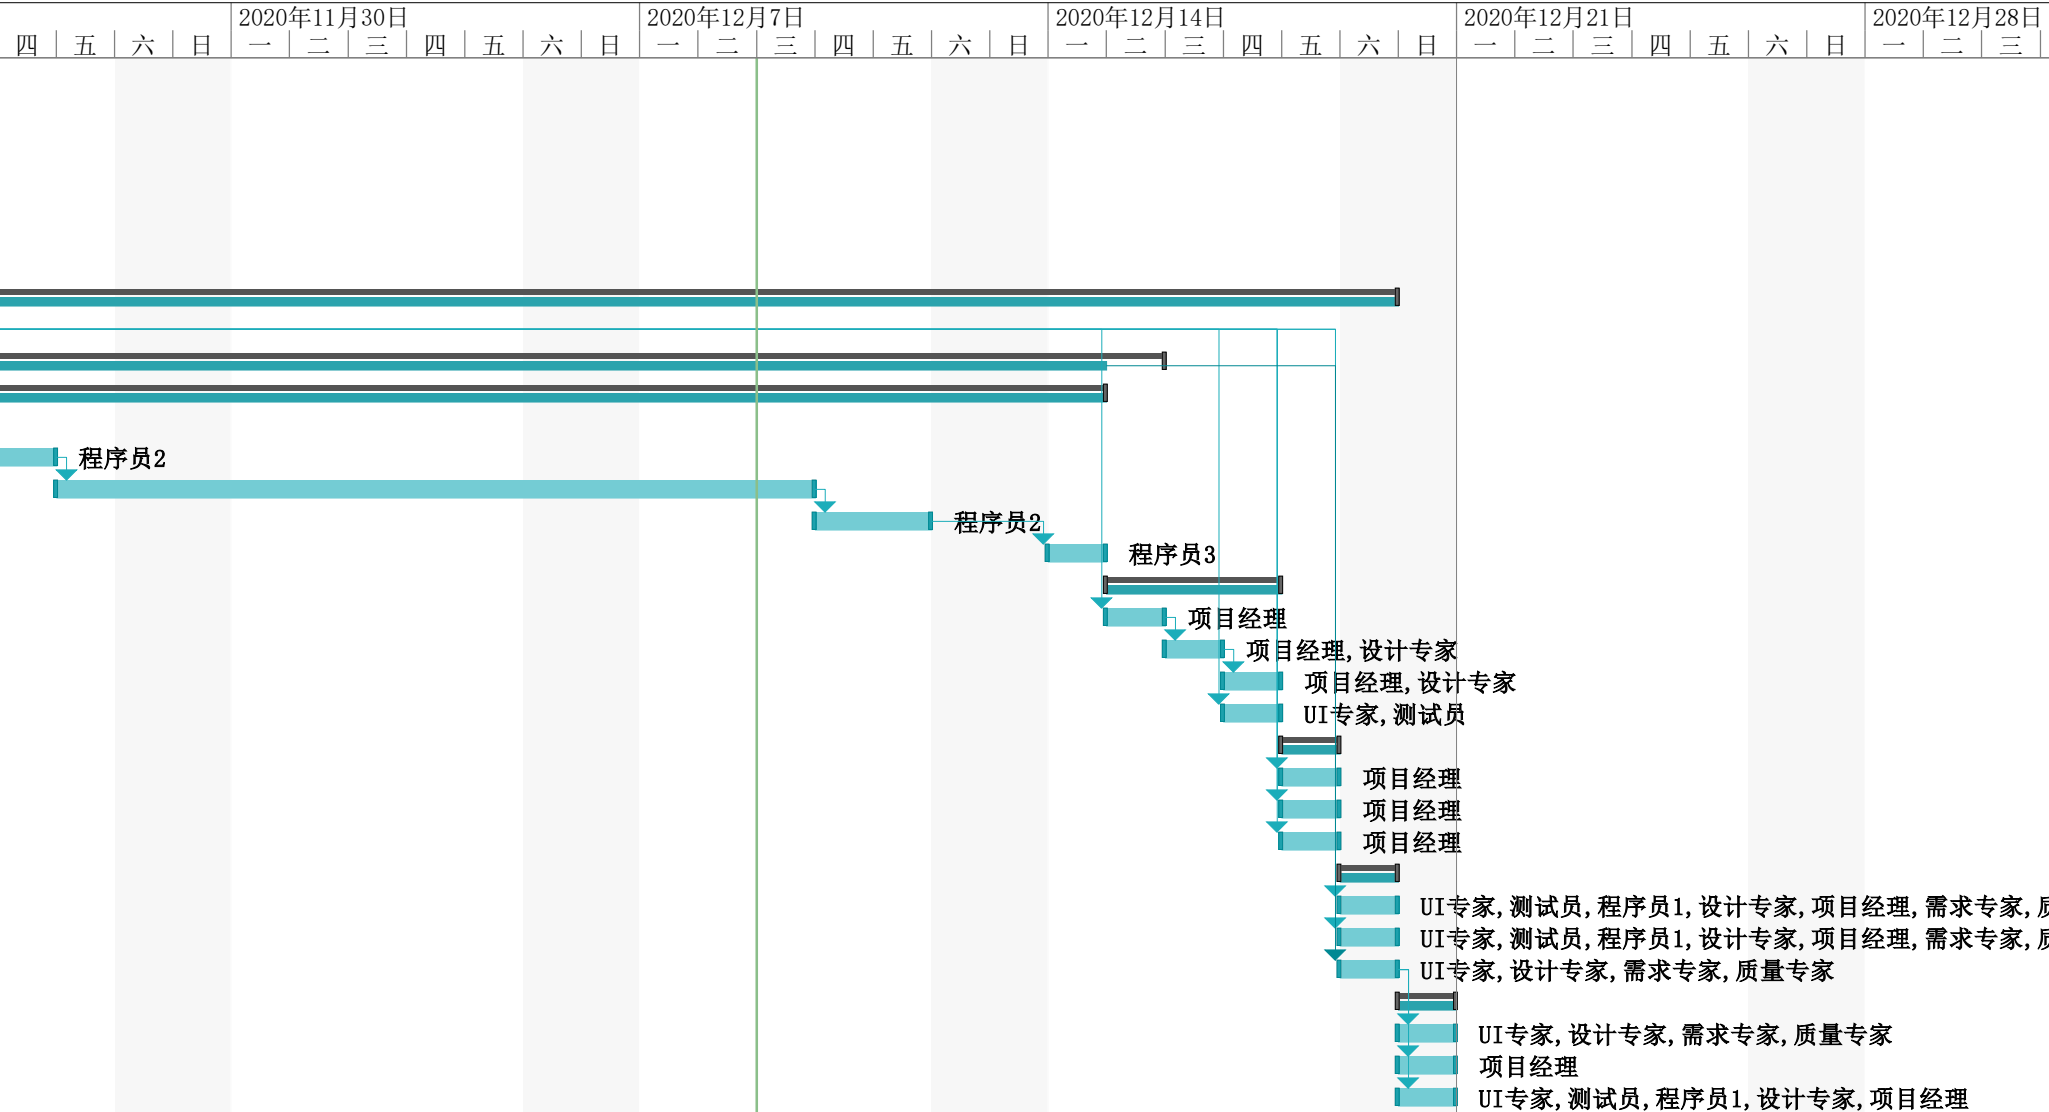 2020年11月30日 2020年12月7日 2020年12月14日 2020年12月21日 2020年12月28日
四 五 六 日 一 二 三 四 五 六 日 一 二 三 四 五 六 日 一 二 三 四 五 六 日 一 二 三 四 五 六 日 一 二 三
程序员2
程序员2
程序员3
项目经理
项目经理,设计专家
项目经理,设计专家
UI专家,测试员
项目经理
项目经理
项目经理
UI专家,测试员,程序员1,设计专家,项目经理,需求专家,质
UI专家,测试员,程序员1,设计专家,项目经理,需求专家,质
UI专家,设计专家,需求专家,质量专家
UI专家,设计专家,需求专家,质量专家
项目经理
UI专家,测试员,程序员1,设计专家,项目经理